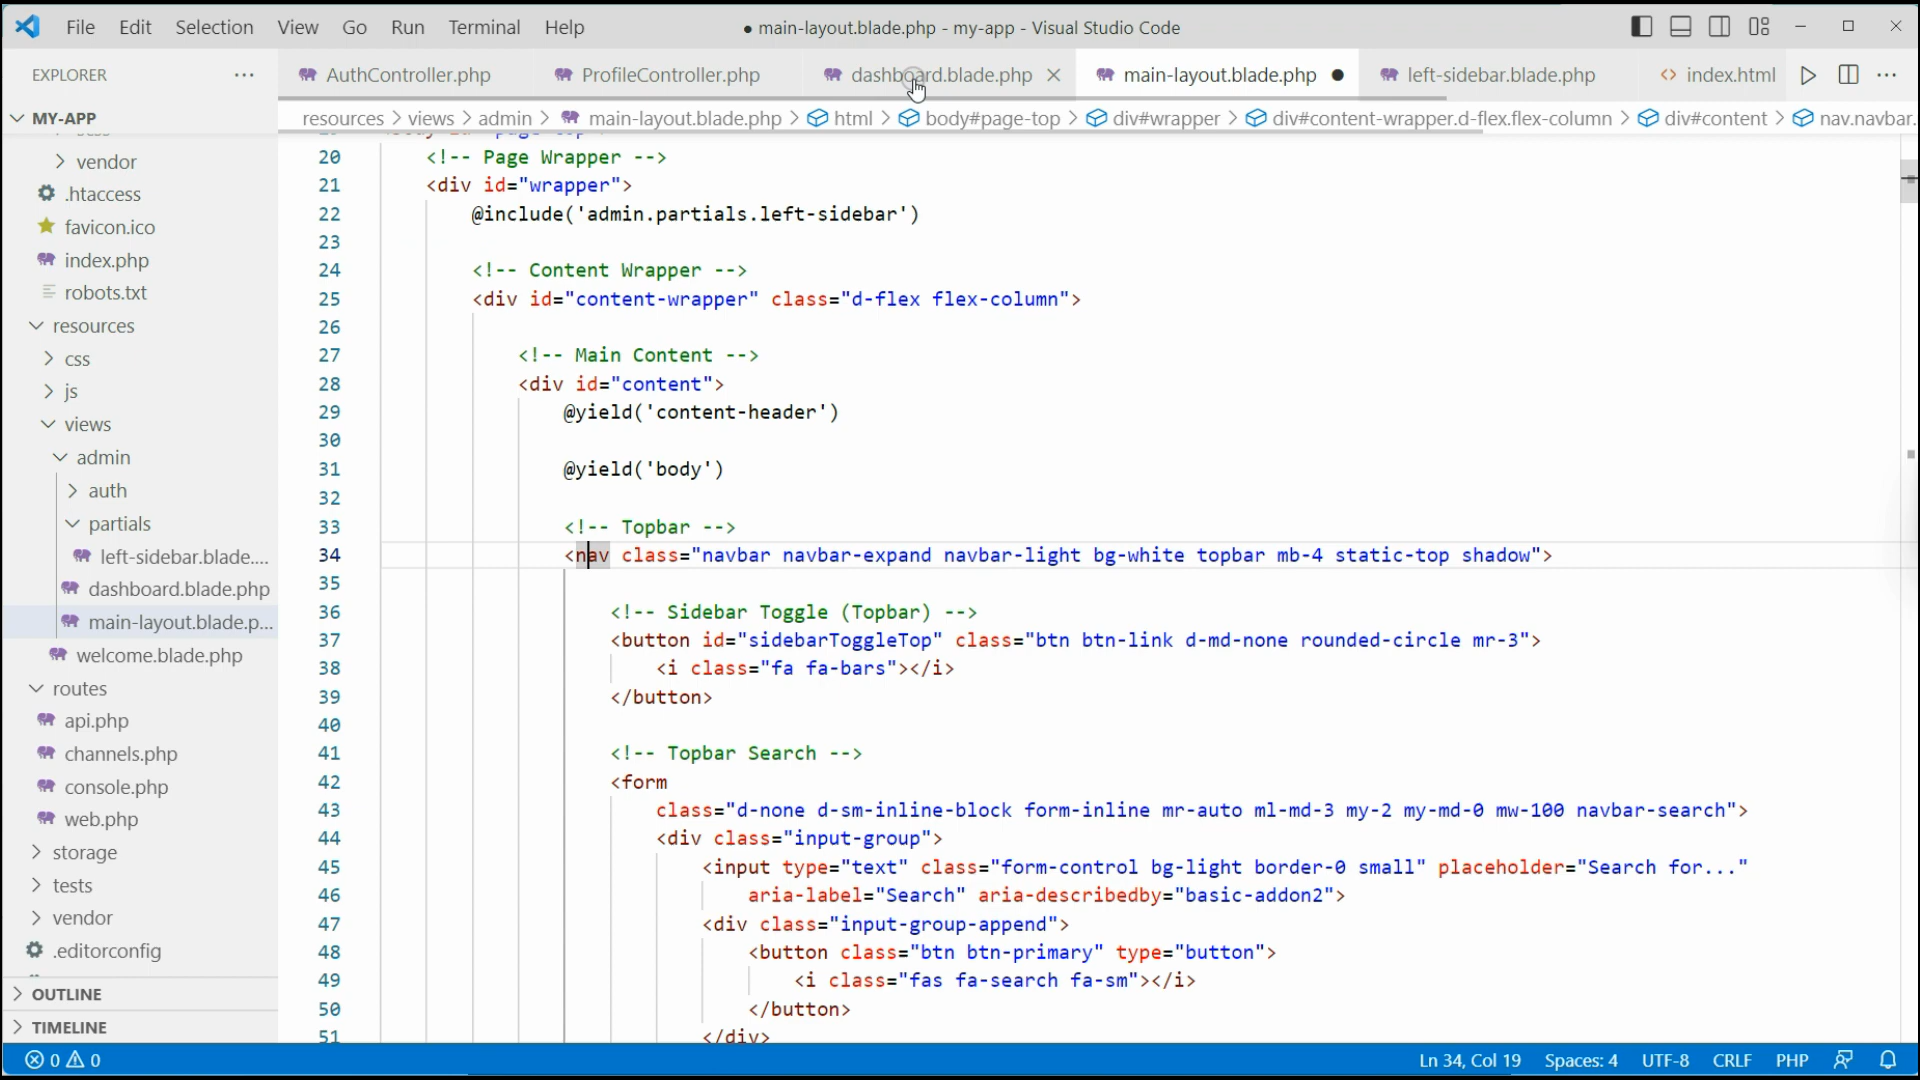 File Edit Selection View Go Run Terminal Help
● main-layout.blade.php - my-app - Visual Studio Code
EXPLORER
AuthController.php
ProfileController.php
dashboard.blade.php
main-layout.blade.php
left-sidebar.blade.php
index.html
resources > views > admin > main-layout.blade.php > html > body#page-top > div#wrapper > div#content-wrapper.d-flex.flex-column > div#content > nav.navbar.
MY-APP
vendor
.htaccess
favicon.ico
index.php
robots.txt
resources
css
js
views
admin
auth
partials
left-sidebar.blade....
dashboard.blade.php
main-layout.blade.p...
welcome.blade.php
routes
api.php
channels.php
console.php
web.php
storage
tests
vendor
.editorconfig
OUTLINE
TIMELINE
20 <!-- Page Wrapper -->
21 <div id="wrapper">
22 @include('admin.partials.left-sidebar')
23
24 <!-- Content Wrapper -->
25 <div id="content-wrapper" class="d-flex flex-column">
26
27 <!-- Main Content -->
28 <div id="content">
29 @yield('content-header')
30
31 @yield('body')
32
33 <!-- Topbar -->
34 <nav class="navbar navbar-expand navbar-light bg-white topbar mb-4 static-top shadow">
35
36 <!-- Sidebar Toggle (Topbar) -->
37 <button id="sidebarToggleTop" class="btn btn-link d-md-none rounded-circle mr-3">
38 <i class="fa fa-bars"></i>
39 </button>
40
41 <!-- Topbar Search -->
42 <form
43 class="d-none d-sm-inline-block form-inline mr-auto ml-md-3 my-2 my-md-0 mw-100 navbar-search">
44 <div class="input-group">
45 <input type="text" class="form-control bg-light border-0 small" placeholder="Search for..."
46 aria-label="Search" aria-describedby="basic-addon2">
47 <div class="input-group-append">
48 <button class="btn btn-primary" type="button">
49 <i class="fas fa-search fa-sm"></i>
50 </button>
51 </div>
0 0
Ln 34, Col 19 Spaces: 4 UTF-8 CRLF PHP